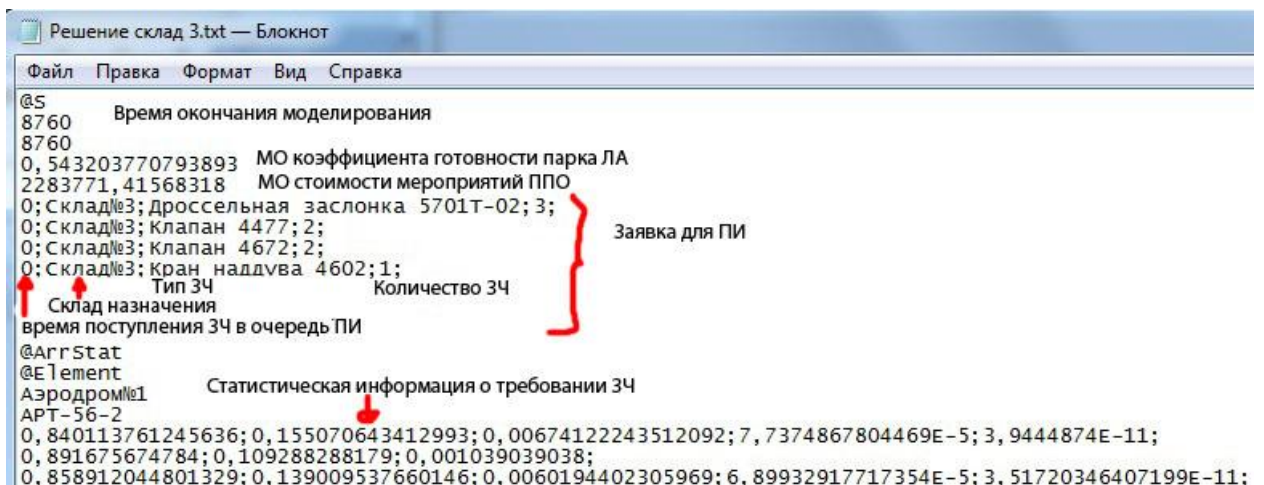 Решение склад 3.txt — Блокнот
Файл Правка Формат Вид Справка
@S
8760 Время окончания моделирования
8760
0,543203770793893 МО коэффициента готовности парка ЛА
2283771,41568318 МО стоимости мероприятий ППО
0;Склад№3;Дроссельная заслонка 5701Т-02;3;
0;Склад№3;Клапан 4477;2; Заявка для ПИ
0;Склад№3;Клапан 4672;2;
0;Склад№3;Кран наддува 4602;1;
Тип ЗЧ Количество ЗЧ
Склад назначения
время поступления ЗЧ в очередь ПИ
@ArrStat
@Element
Аэродром№1 Статистическая информация о требовании ЗЧ
АРТ-56-2
0,840113761245636;0,155070643412993;0,00674122243512092;7,7374867804469E-5;3,9444874E-11;
0,891675674784;0,109288288179;0,001039039038;
0,858912044801329;0,139009537660146;0,0060194402305969;6,89932917717354E-5;3,51720346407199E-11;